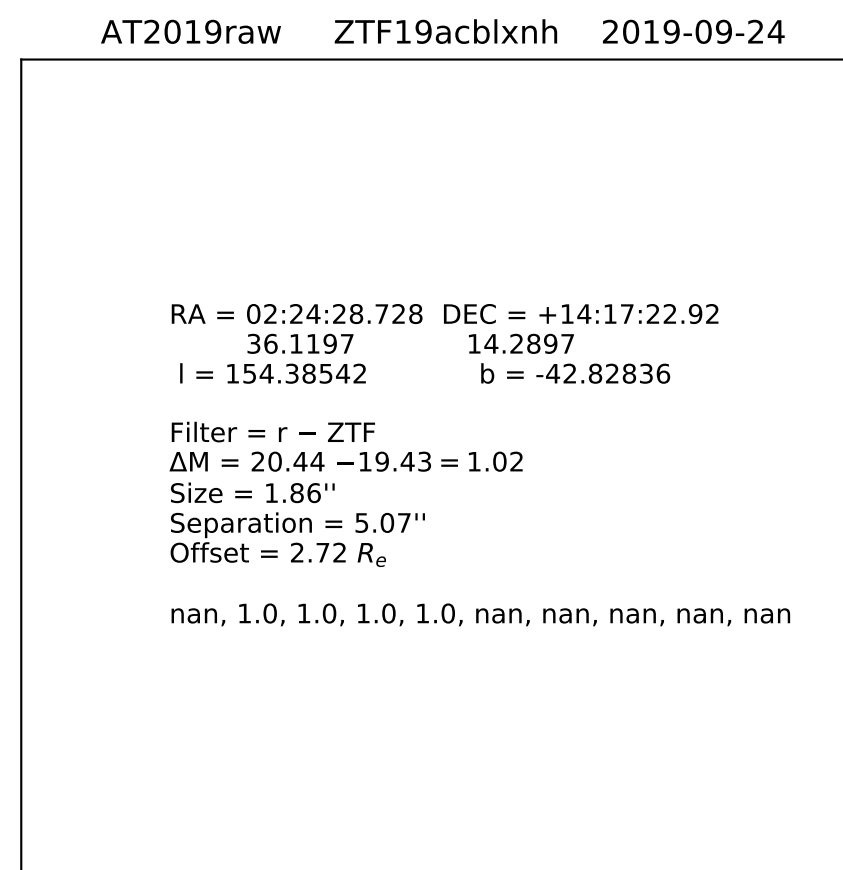 AT2019raw ZTF19acblxnh 2019-09-24
RA = 02:24:28.728 DEC = +14:17:22.92
36.1197 14.2897
l = 154.38542 b = -42.82836
Filter = r − ZTF
ΔM = 20.44 −19.43 = 1.02
Size = 1.86''
Separation = 5.07''
Offset = 2.72 Re
nan, 1.0, 1.0, 1.0, 1.0, nan, nan, nan, nan, nan